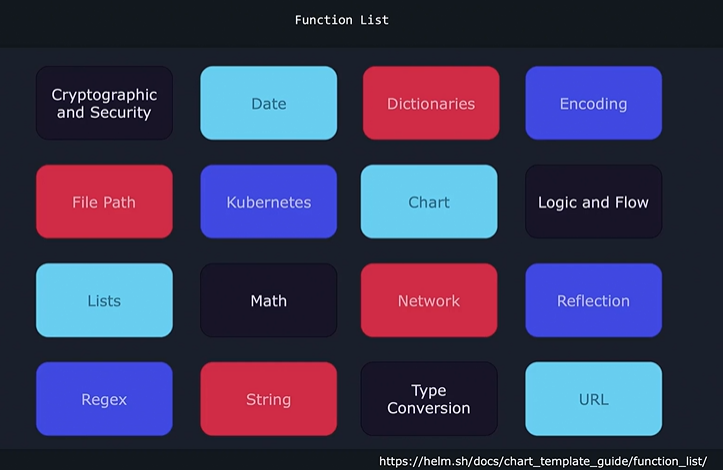 Function List
Cryptographic
and Security
Date
Dictionaries
Encoding
File Path
Kubernetes
Chart
Logic and Flow
Lists
Math
Network
Reflection
Regex
String
Type
Conversion
URL
https://helm.sh/docs/chart_template_guide/function_list/